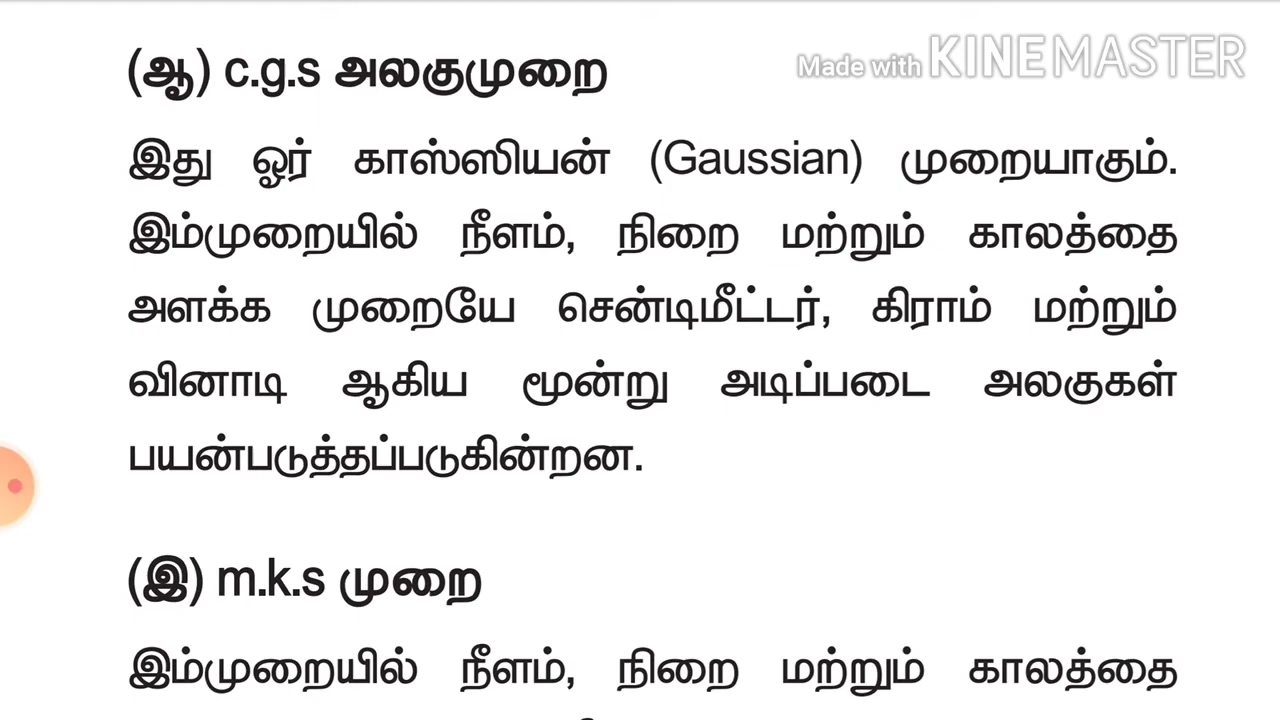 Made with KINEMASTER
(ஆ) c.g.s அலகுமுறை
இது ஓர் காஸ்ஸியன் (Gaussian) முறையாகும்.
இம்முறையில் நீளம், நிறை மற்றும் காலத்தை
அளக்க முறையே சென்டிமீட்டர், கிராம் மற்றும்
வினாடி ஆகிய மூன்று அடிப்படை அலகுகள்
பயன்படுத்தப்படுகின்றன.
(இ) m.k.s முறை
இம்முறையில் நீளம், நிறை மற்றும் காலத்தை